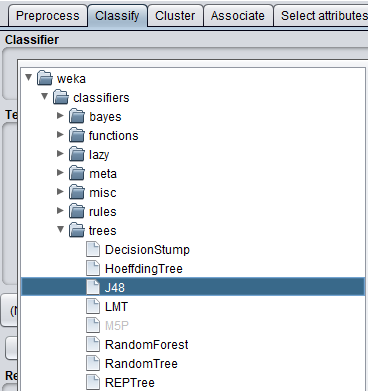 Preprocess Classify Cluster Associate Select attributes
Classifier
weka
classifiers
bayes
functions
lazy
Te
meta
misc
rules
trees
DecisionStump
HoeffdingTree
J48
LMT
(N
M5P
RandomForest
RandomTree
Re
REPTree